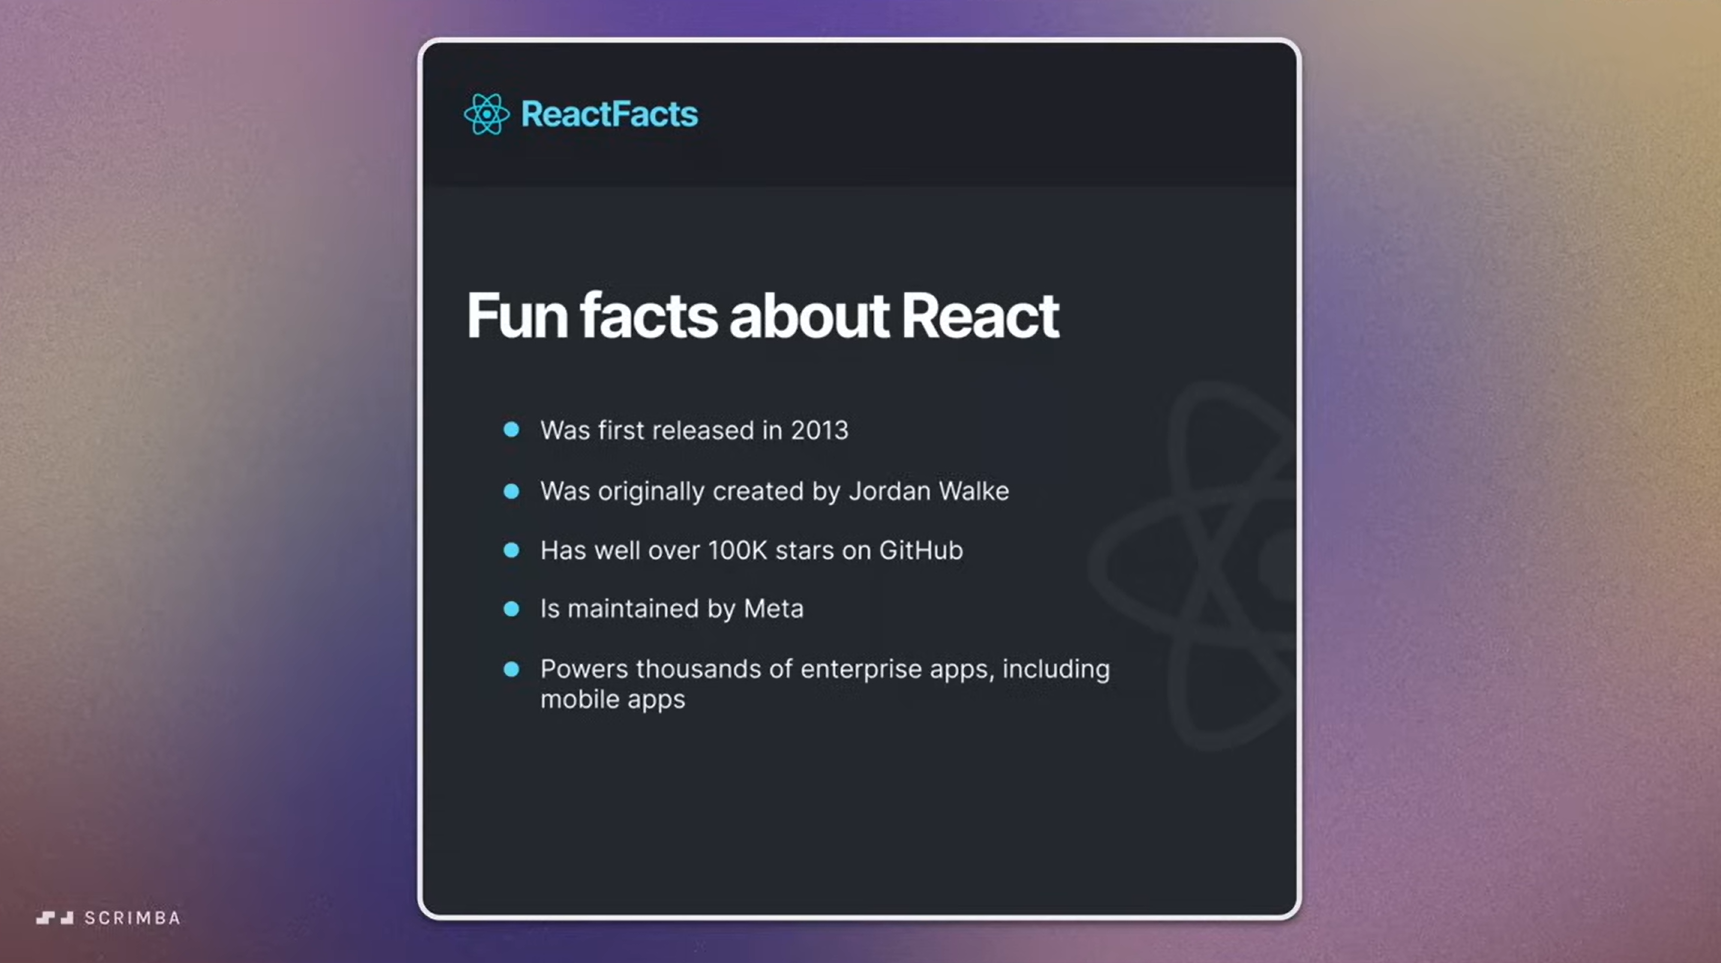 ReactFacts
Fun facts about React
Was first released in 2013
Was originally created by Jordan Walke
Has well over 100K stars on GitHub
Is maintained by Meta
Powers thousands of enterprise apps, including
mobile apps
SCRIMBA